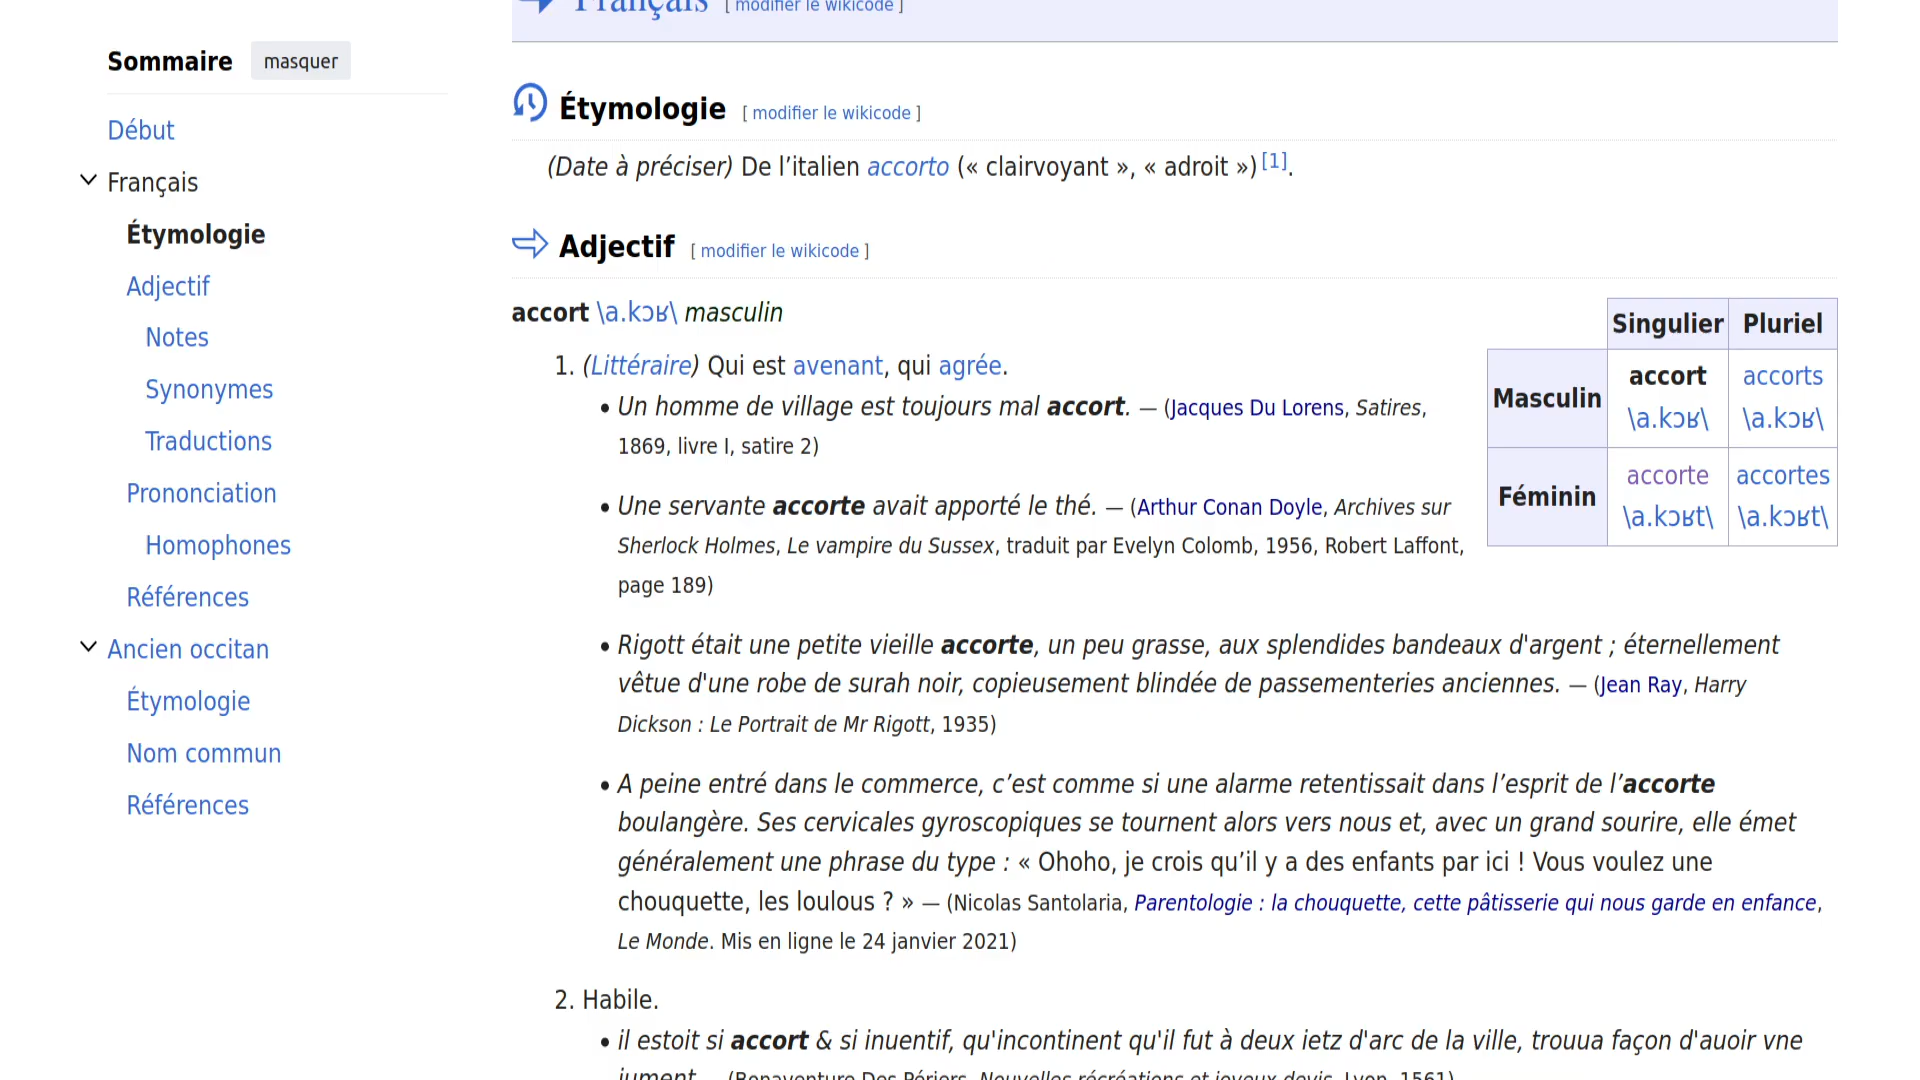 Sommaire masquer
Début
Français
Étymologie
Adjectif
Notes
Synonymes
Traductions
Prononciation
Homophones
Références
Ancien occitan
Étymologie
Nom commun
Références
Français [ modifier le wikicode ]
Étymologie [ modifier le wikicode ]
(Date à préciser) De l’italien accorto (« clairvoyant », « adroit ») [1].
Adjectif [ modifier le wikicode ]
accort \a.kɔʁ\ masculin
Singulier Pluriel
Masculin accort accorts
\a.kɔʁ\ \a.kɔʁ\
Féminin accorte accortes
\a.kɔʁt\ \a.kɔʁt\
1. (Littéraire) Qui est avenant, qui agrée.
• Un homme de village est toujours mal accort. — (Jacques Du Lorens, Satires,
1869, livre I, satire 2)
• Une servante accorte avait apporté le thé. — (Arthur Conan Doyle, Archives sur
Sherlock Holmes, Le vampire du Sussex, traduit par Evelyn Colomb, 1956, Robert Laffont,
page 189)
• Rigott était une petite vieille accorte, un peu grasse, aux splendides bandeaux d'argent ; éternellement
vêtue d'une robe de surah noir, copieusement blindée de passementeries anciennes. — (Jean Ray, Harry
Dickson : Le Portrait de Mr Rigott, 1935)
• A peine entré dans le commerce, c’est comme si une alarme retentissait dans l’esprit de l’accorte
boulangère. Ses cervicales gyroscopiques se tournent alors vers nous et, avec un grand sourire, elle émet
généralement une phrase du type : « Ohoho, je crois qu’il y a des enfants par ici ! Vous voulez une
chouquette, les loulous ? » — (Nicolas Santolaria, Parentologie : la chouquette, cette pâtisserie qui nous garde en enfance,
Le Monde. Mis en ligne le 24 janvier 2021)
2. Habile.
• il estoit si accort & si inuentif, qu'incontinent qu'il fut à deux ietz d'arc de la ville, trouua façon d'auoir vne
iument — (Bonaventure Des Périers, Nouvelles récréations et joyeux devis, Lyon, 1561)